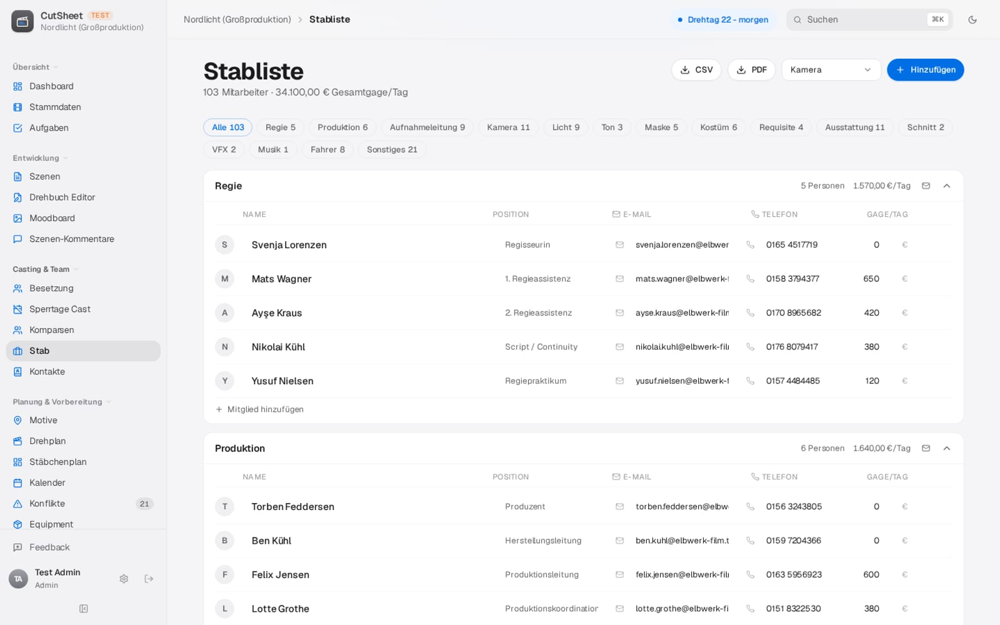 CutSheet TEST
Nordlicht (Großproduktion)
Übersicht
Dashboard
Stammdaten
Aufgaben
Entwicklung
Szenen
Drehbuch Editor
Moodboard
Szenen-Kommentare
Casting & Team
Besetzung
Sperrtage Cast
Komparsen
Stab
Kontakte
Planung & Vorbereitung
Motive
Drehplan
Stäbchenplan
Kalender
Konflikte 21
Equipment
Feedback
TA Test Admin
Admin
Nordlicht (Großproduktion) > Stabliste
Drehtag 22 - morgen
Suchen ⌘K
Stabliste
103 Mitarbeiter · 34.100,00 € Gesamtgage/Tag
CSV PDF Kamera + Hinzufügen
Alle 103 Regie 5 Produktion 6 Aufnahmeleitung 9 Kamera 11 Licht 9 Ton 3 Maske 5 Kostüm 6 Requisite 4 Ausstattung 11 Schnitt 2
VFX 2 Musik 1 Fahrer 8 Sonstiges 21
Regie 5 Personen 1.570,00 €/Tag
NAME POSITION E-MAIL TELEFON GAGE/TAG
S Svenja Lorenzen Regisseurin svenja.lorenzen@elbwer 0165 4517719 0 €
M Mats Wagner 1. Regieassistenz mats.wagner@elbwerk-f 0158 3794377 650 €
A Ayşe Kraus 2. Regieassistenz ayse.kraus@elbwerk-film 0170 8965682 420 €
N Nikolai Kühl Script / Continuity nikolai.kuhl@elbwerk-fil 0176 8079417 380 €
Y Yusuf Nielsen Regiepraktikum yusuf.nielsen@elbwerk-f 0157 4484485 120 €
+ Mitglied hinzufügen
Produktion 6 Personen 1.640,00 €/Tag
NAME POSITION E-MAIL TELEFON GAGE/TAG
T Torben Feddersen Produzent torben.feddersen@elbw 0156 3243805 0 €
B Ben Kühl Herstellungsleitung ben.kuhl@elbwerk-film.t 0159 7204366 0 €
F Felix Jensen Produktionsleitung felix.jensen@elbwerk-fil 0163 5956923 600 €
L Lotte Grothe Produktionskoordination lotte.grothe@elbwerk-fi 0151 8322530 380 €